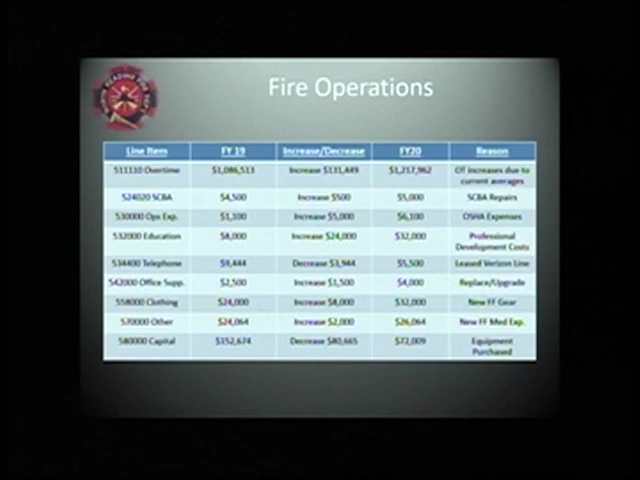 Fire Operations
Line Item FY 19 Increase/Decrease FY20 Reason
511110 Overtime $1,086,513 Increase $131,449 $1,217,962 OT increases due to
current averages
524020 SCBA $4,500 Increase $500 $5,000 SCBA Repairs
530000 Ops Exp. $1,100 Increase $5,000 $6,100 OSHA Expenses
532000 Education $8,000 Increase $24,000 $32,000 Professional
Development Costs
534400 Telephone $9,444 Decrease $3,944 $5,500 Leased Verizon Line
542000 Office Supp. $2,500 Increase $1,500 $4,000 Replace/Upgrade
558000 Clothing $24,000 Increase $8,000 $32,000 New FF Gear
570000 Other $24,064 Increase $2,000 $26,064 New FF Med Exp.
580000 Capital $152,674 Decrease $80,665 $72,009 Equipment
Purchased